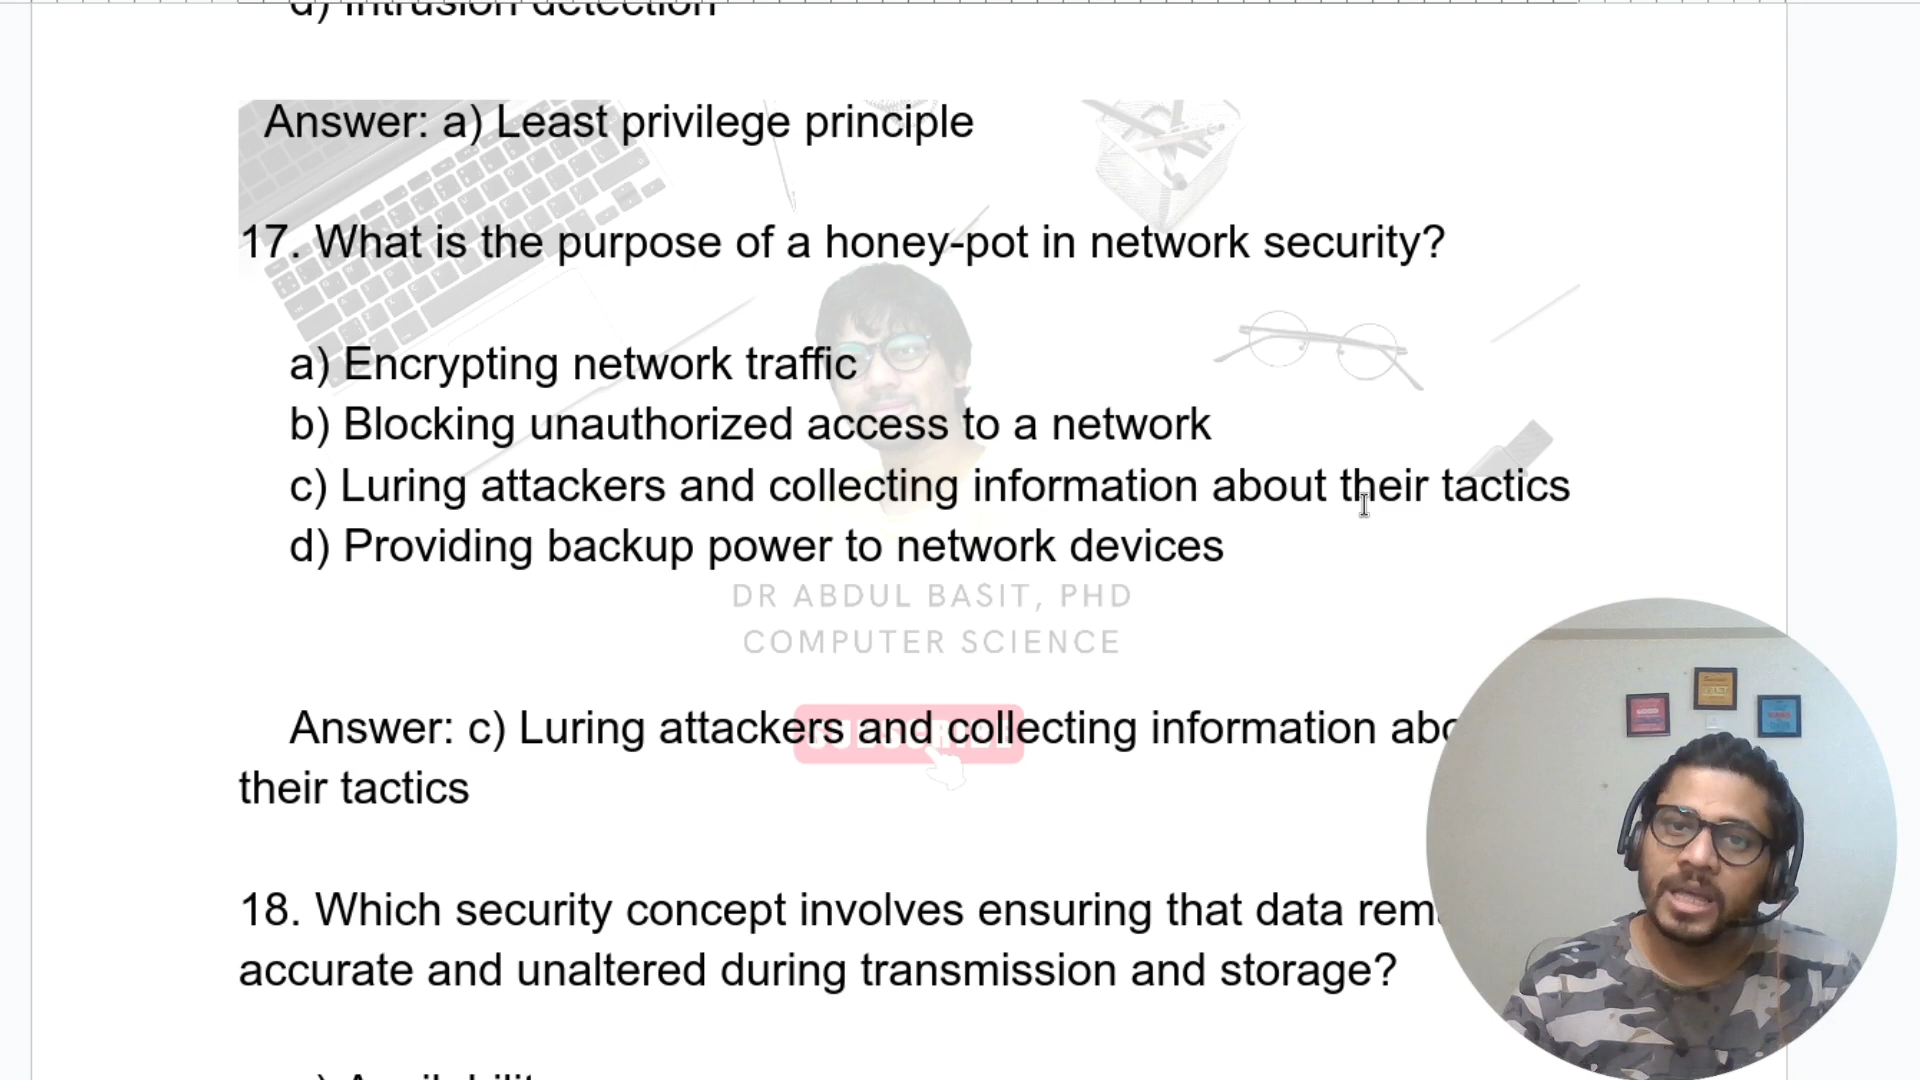 d) Intrusion detection
Answer: a) Least privilege principle
17. What is the purpose of a honey-pot in network security?
a) Encrypting network traffic
b) Blocking unauthorized access to a network
c) Luring attackers and collecting information about their tactics
d) Providing backup power to network devices
DR ABDUL BASIT, PHD
COMPUTER SCIENCE
Answer: c) Luring attackers and collecting information abo
their tactics
SUBSCRIBE
18. Which security concept involves ensuring that data rem
accurate and unaltered during transmission and storage?